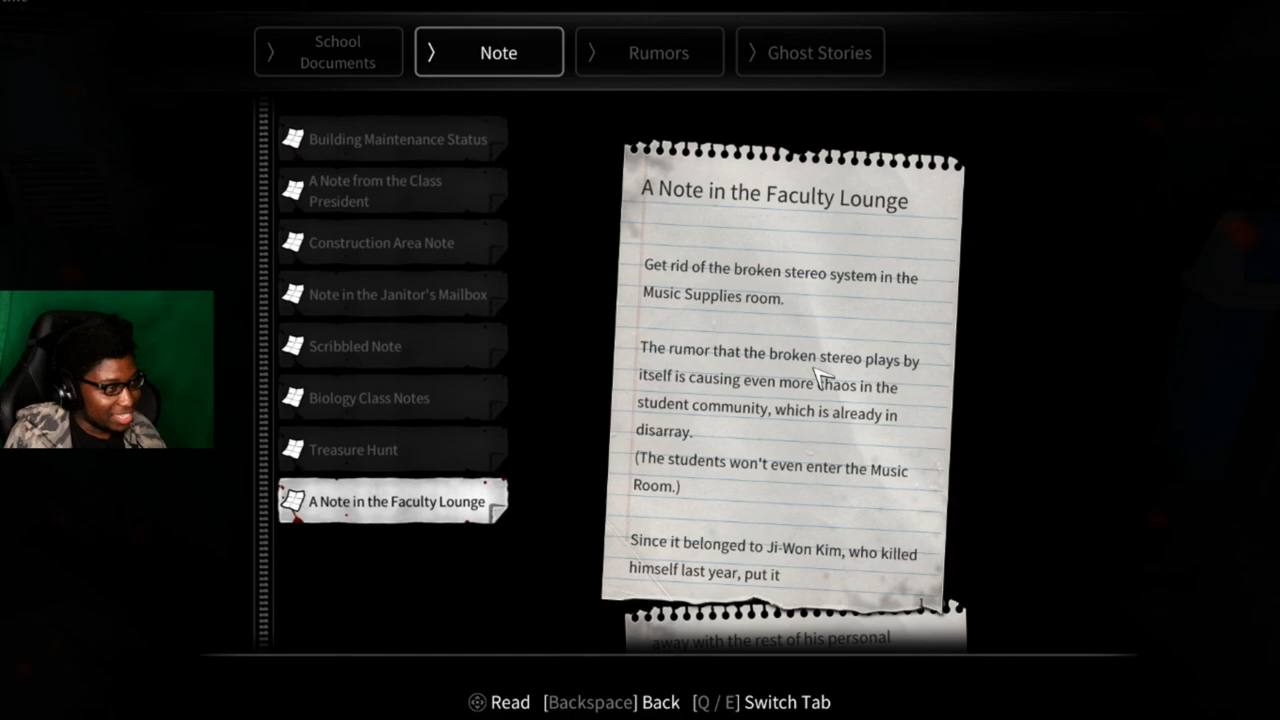 School
Documents
Note
Rumors
Ghost Stories
Building Maintenance Status
A Note from the Class
President
Construction Area Note
Note in the Janitor's Mailbox
Scribbled Note
Biology Class Notes
Treasure Hunt
A Note in the Faculty Lounge
A Note in the Faculty Lounge
Get rid of the broken stereo system in the
Music Supplies room.
The rumor that the broken stereo plays by
itself is causing even more chaos in the
student community, which is already in
disarray.
(The students won't even enter the Music
Room.)
Since it belonged to Ji-Won Kim, who killed
himself last year, put it
1
away with the rest of his personal
Read [Backspace] Back [Q / E] Switch Tab